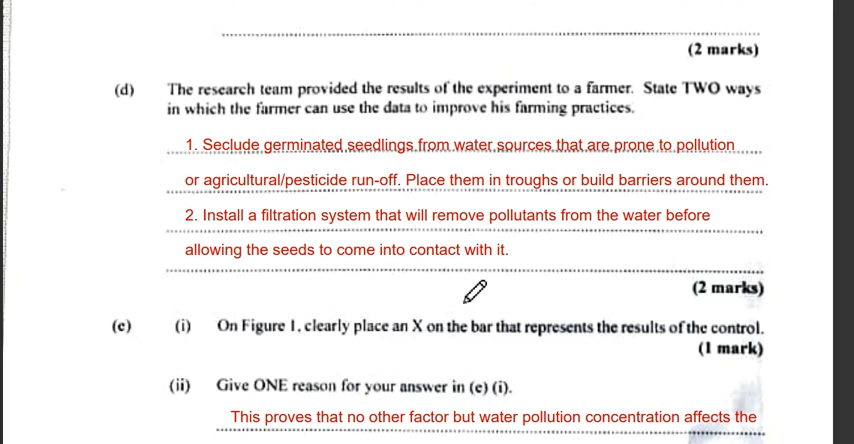 (2 marks)
(d) The research team provided the results of the experiment to a farmer. State TWO ways
in which the farmer can use the data to improve his farming practices.
1. Seclude germinated seedlings from water sources that are prone to pollution
or agricultural/pesticide run-off. Place them in troughs or build barriers around them.
2. Install a filtration system that will remove pollutants from the water before
allowing the seeds to come into contact with it.
(2 marks)
(e) (i) On Figure 1, clearly place an X on the bar that represents the results of the control.
(1 mark)
(ii) Give ONE reason for your answer in (e) (i).
This proves that no other factor but water pollution concentration affects the